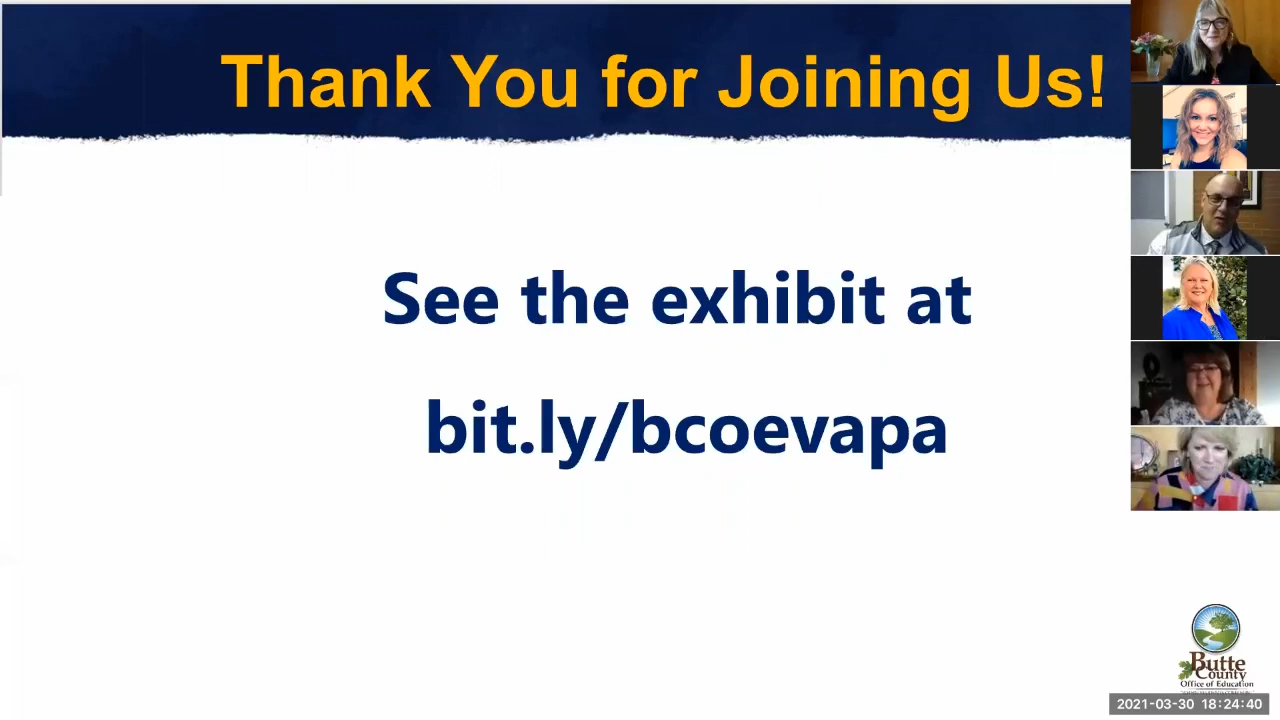 Thank You for Joining Us!
See the exhibit at
bit.ly/bcoevapa
Butte
County
Office of Education
2021-03-30 18:24:40